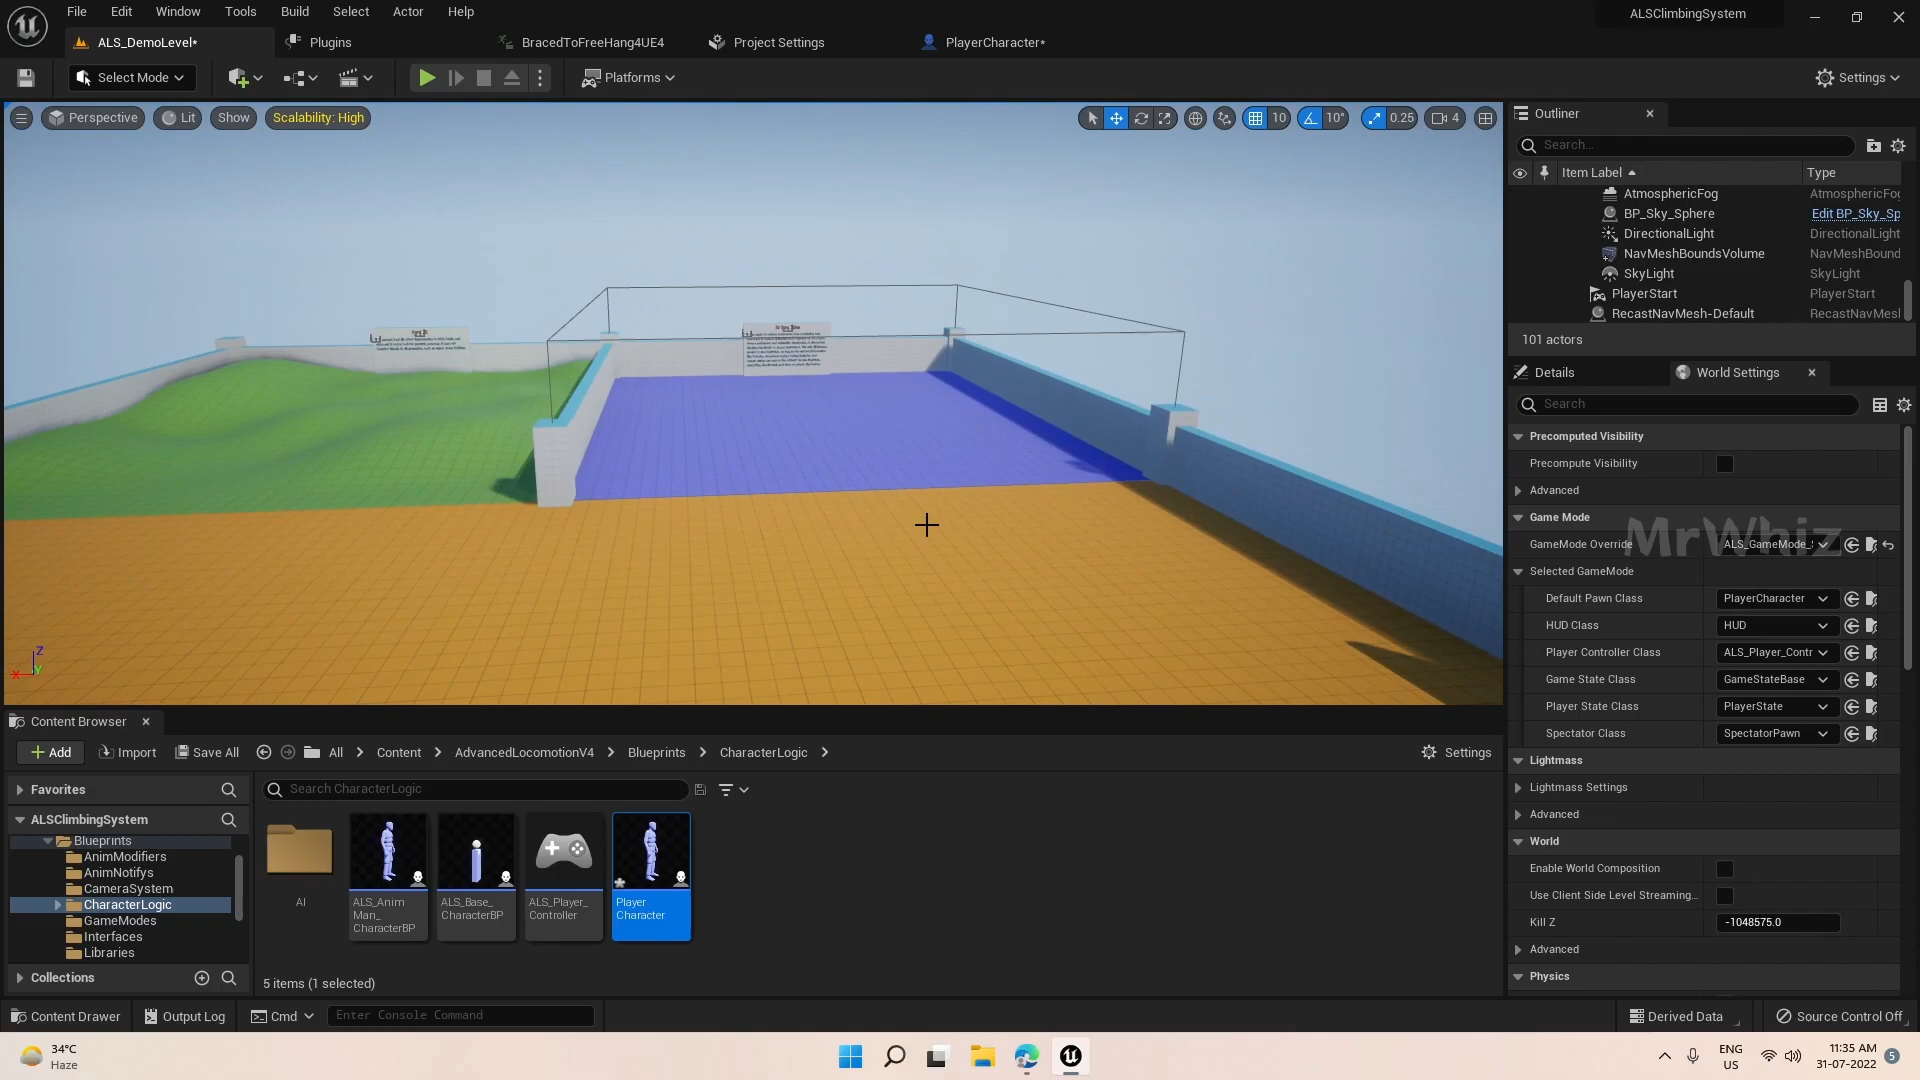 File Edit Window Tools Build Select Actor Help
ALSClimbingSystem
ALS_DemoLevel*
Plugins
BracedToFreeHang4UE4
Project Settings
PlayerCharacter*
Select Mode
Platforms
Settings
Perspective
Lit
Show
Scalability: High
10
10°
0.25
4
Outliner
Search...
Item Label
Type
AtmosphericFog AtmosphericFog
BP_Sky_Sphere Edit BP_Sky_Sp
DirectionalLight DirectionalLight
NavMeshBoundsVolume NavMeshBound
SkyLight SkyLight
PlayerStart PlayerStart
RecastNavMesh-Default RecastNavMesh
101 actors
Details
World Settings
Search
Precomputed Visibility
Precompute Visibility
Advanced
Game Mode
GameMode Override ALS_GameMode_
MrWhiz
Selected GameMode
Default Pawn Class PlayerCharacter
HUD Class HUD
Player Controller Class ALS_Player_Contr
Game State Class GameStateBase
Player State Class PlayerState
Spectator Class SpectatorPawn
Lightmass
Lightmass Settings
Advanced
World
Enable World Composition
Use Client Side Level Streaming...
Kill Z -1048575.0
Advanced
Physics
Z
Y
X
Content Browser
Add
Import
Save All
All > Content > AdvancedLocomotionV4 > Blueprints > CharacterLogic >
Settings
Favorites
ALSClimbingSystem
Blueprints
AnimModifiers
AnimNotifys
CameraSystem
CharacterLogic
GameModes
Interfaces
Libraries
Collections
Search CharacterLogic
AI
ALS_Anim
Man_
CharacterBP
ALS_Base_
CharacterBP
ALS_Player_
Controller
Player
Character
5 items (1 selected)
Content Drawer
Output Log
Cmd
Enter Console Command
Derived Data
Source Control Off
34°C
Haze
ENG
US
11:35 AM
31-07-2022
5